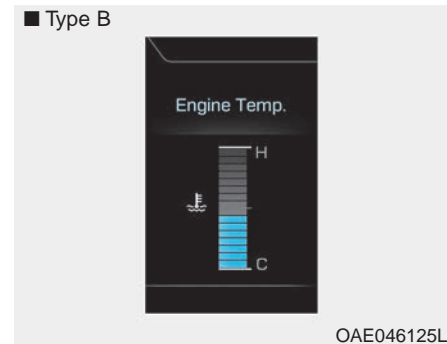 ■ Type B
Engine Temp.
H
C
OAE046125L